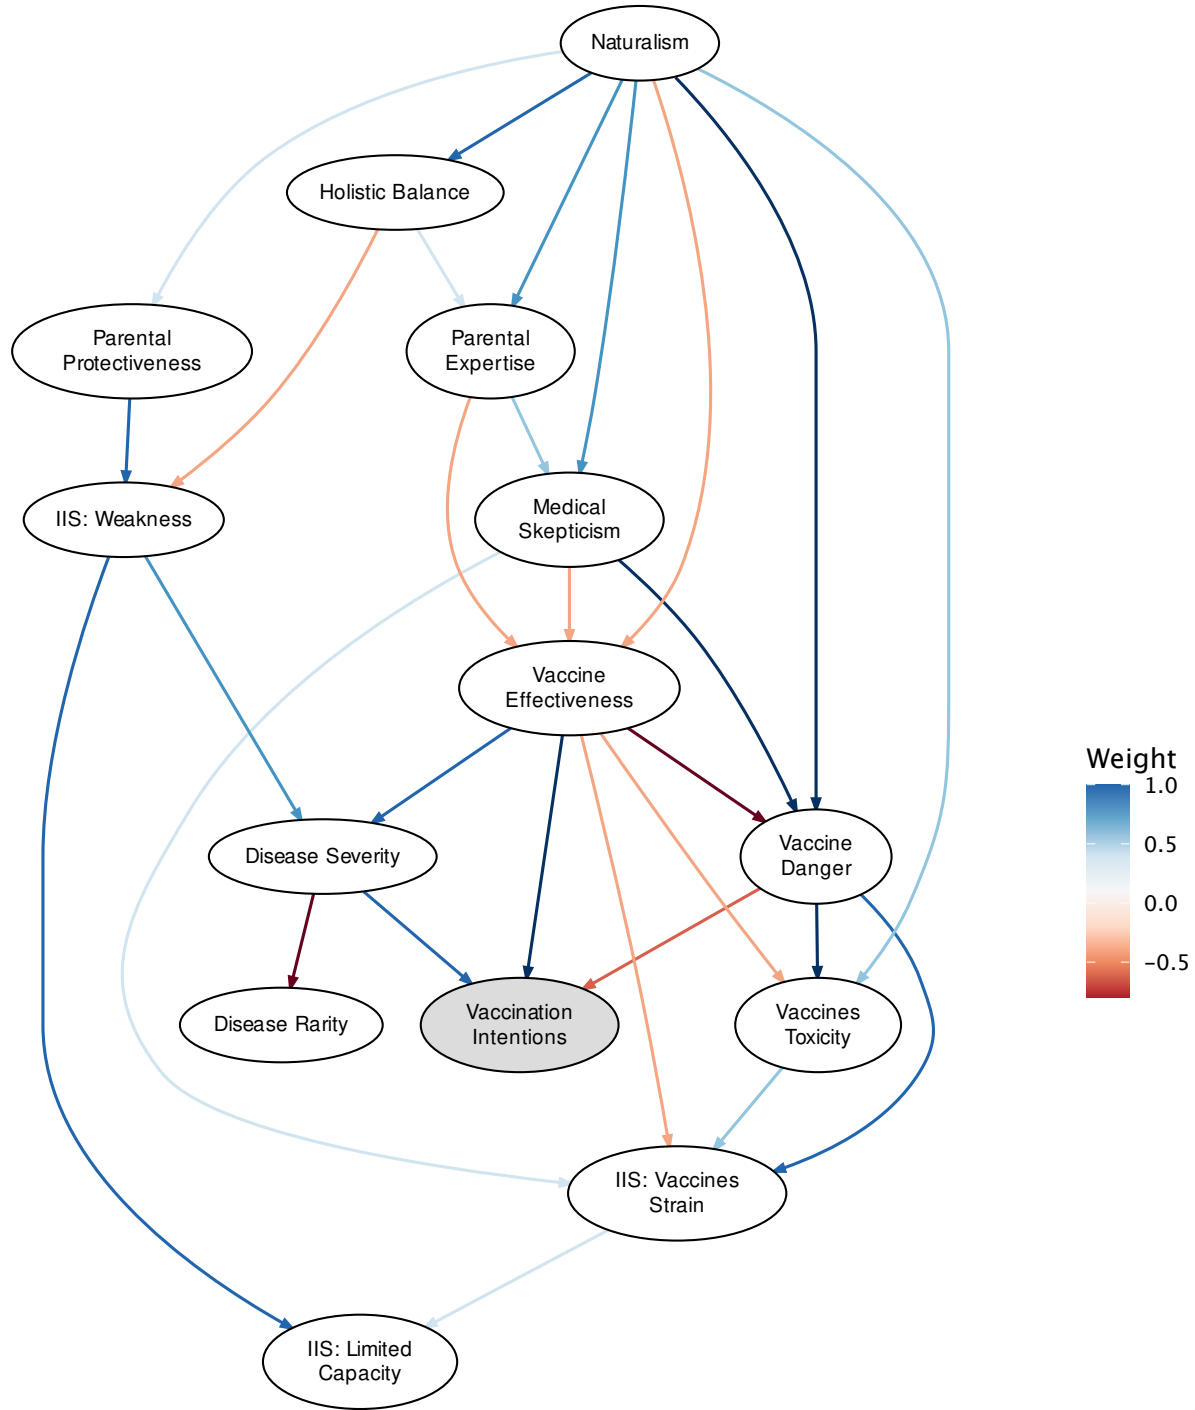 Naturalism
Holistic Balance
Parental
Protectiveness
Parental
Expertise
IIS: Weakness
Medical
Skepticism
Vaccine
Effectiveness
Weight
1.0
0.5
0.0
−0.5
Disease Severity
Vaccine
Danger
Disease Rarity
Vaccination
Intentions
Vaccines
Toxicity
IIS: Vaccines
Strain
IIS: Limited
Capacity